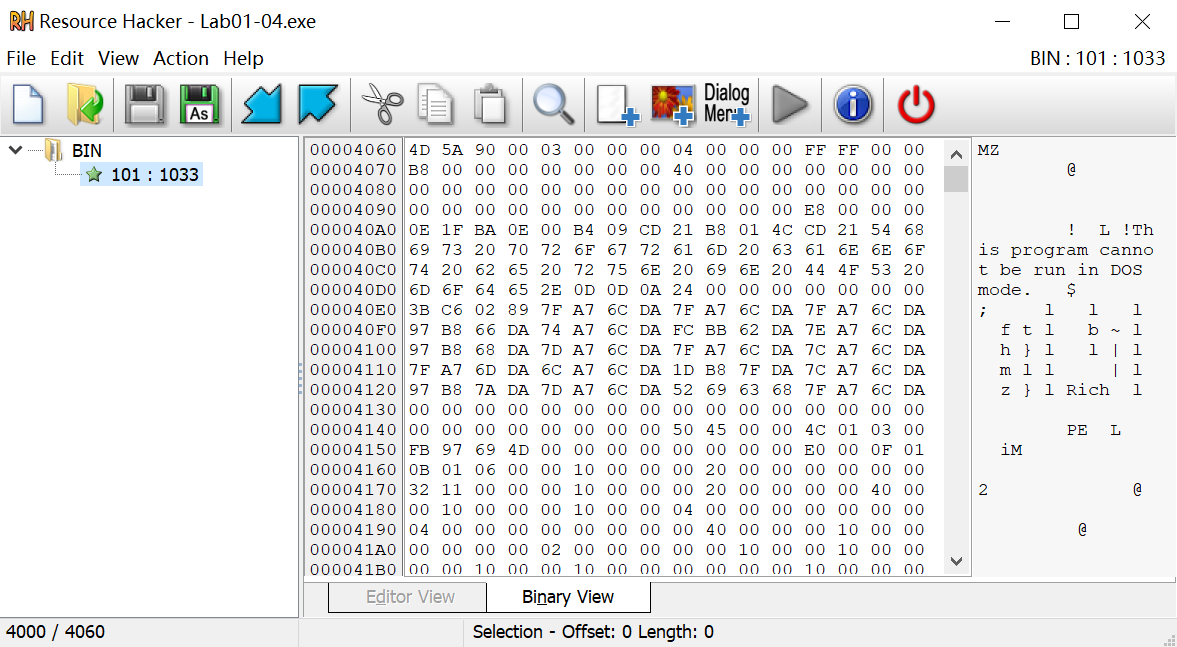 Resource Hacker - Lab01-04.exe
File Edit View Action Help BIN : 101 : 1033
As Dialog Menu
BIN
101 : 1033
00004060 4D 5A 90 00 03 00 00 00 04 00 00 00 FF FF 00 00 MZ
00004070 B8 00 00 00 00 00 00 00 40 00 00 00 00 00 00 00 @
00004080 00 00 00 00 00 00 00 00 00 00 00 00 00 00 00 00
00004090 00 00 00 00 00 00 00 00 00 00 00 00 E8 00 00 00
000040A0 0E 1F BA 0E 00 B4 09 CD 21 B8 01 4C CD 21 54 68 ! L !Th
000040B0 69 73 20 70 72 6F 67 72 61 6D 20 63 61 6E 6E 6F is program canno
000040C0 74 20 62 65 20 72 75 6E 20 69 6E 20 44 4F 53 20 t be run in DOS
000040D0 6D 6F 64 65 2E 0D 0D 0A 24 00 00 00 00 00 00 00 mode. $
000040E0 3B C6 02 89 7F A7 6C DA 7F A7 6C DA 7F A7 6C DA ; l l l
000040F0 97 B8 66 DA 74 A7 6C DA FC BB 62 DA 7E A7 6C DA f t l b ~ l
00004100 97 B8 68 DA 7D A7 6C DA 7F A7 6C DA 7C A7 6C DA h } l l | l
00004110 7F A7 6D DA 6C A7 6C DA 1D B8 7F DA 7C A7 6C DA m l l | l
00004120 97 B8 7A DA 7D A7 6C DA 52 69 63 68 7F A7 6C DA z } l Rich l
00004130 00 00 00 00 00 00 00 00 00 00 00 00 00 00 00 00
00004140 00 00 00 00 00 00 00 00 50 45 00 00 4C 01 03 00 PE L
00004150 FB 97 69 4D 00 00 00 00 00 00 00 00 E0 00 0F 01 iM
00004160 0B 01 06 00 00 10 00 00 00 20 00 00 00 00 00 00
00004170 32 11 00 00 00 10 00 00 00 20 00 00 00 00 40 00 2 @
00004180 00 10 00 00 00 10 00 00 04 00 00 00 00 00 00 00
00004190 04 00 00 00 00 00 00 00 00 40 00 00 00 10 00 00 @
000041A0 00 00 00 00 02 00 00 00 00 00 10 00 00 10 00 00
000041B0 00 00 10 00 00 10 00 00 00 00 00 00 10 00 00 00
Editor View Binary View
4000 / 4060 Selection - Offset: 0 Length: 0